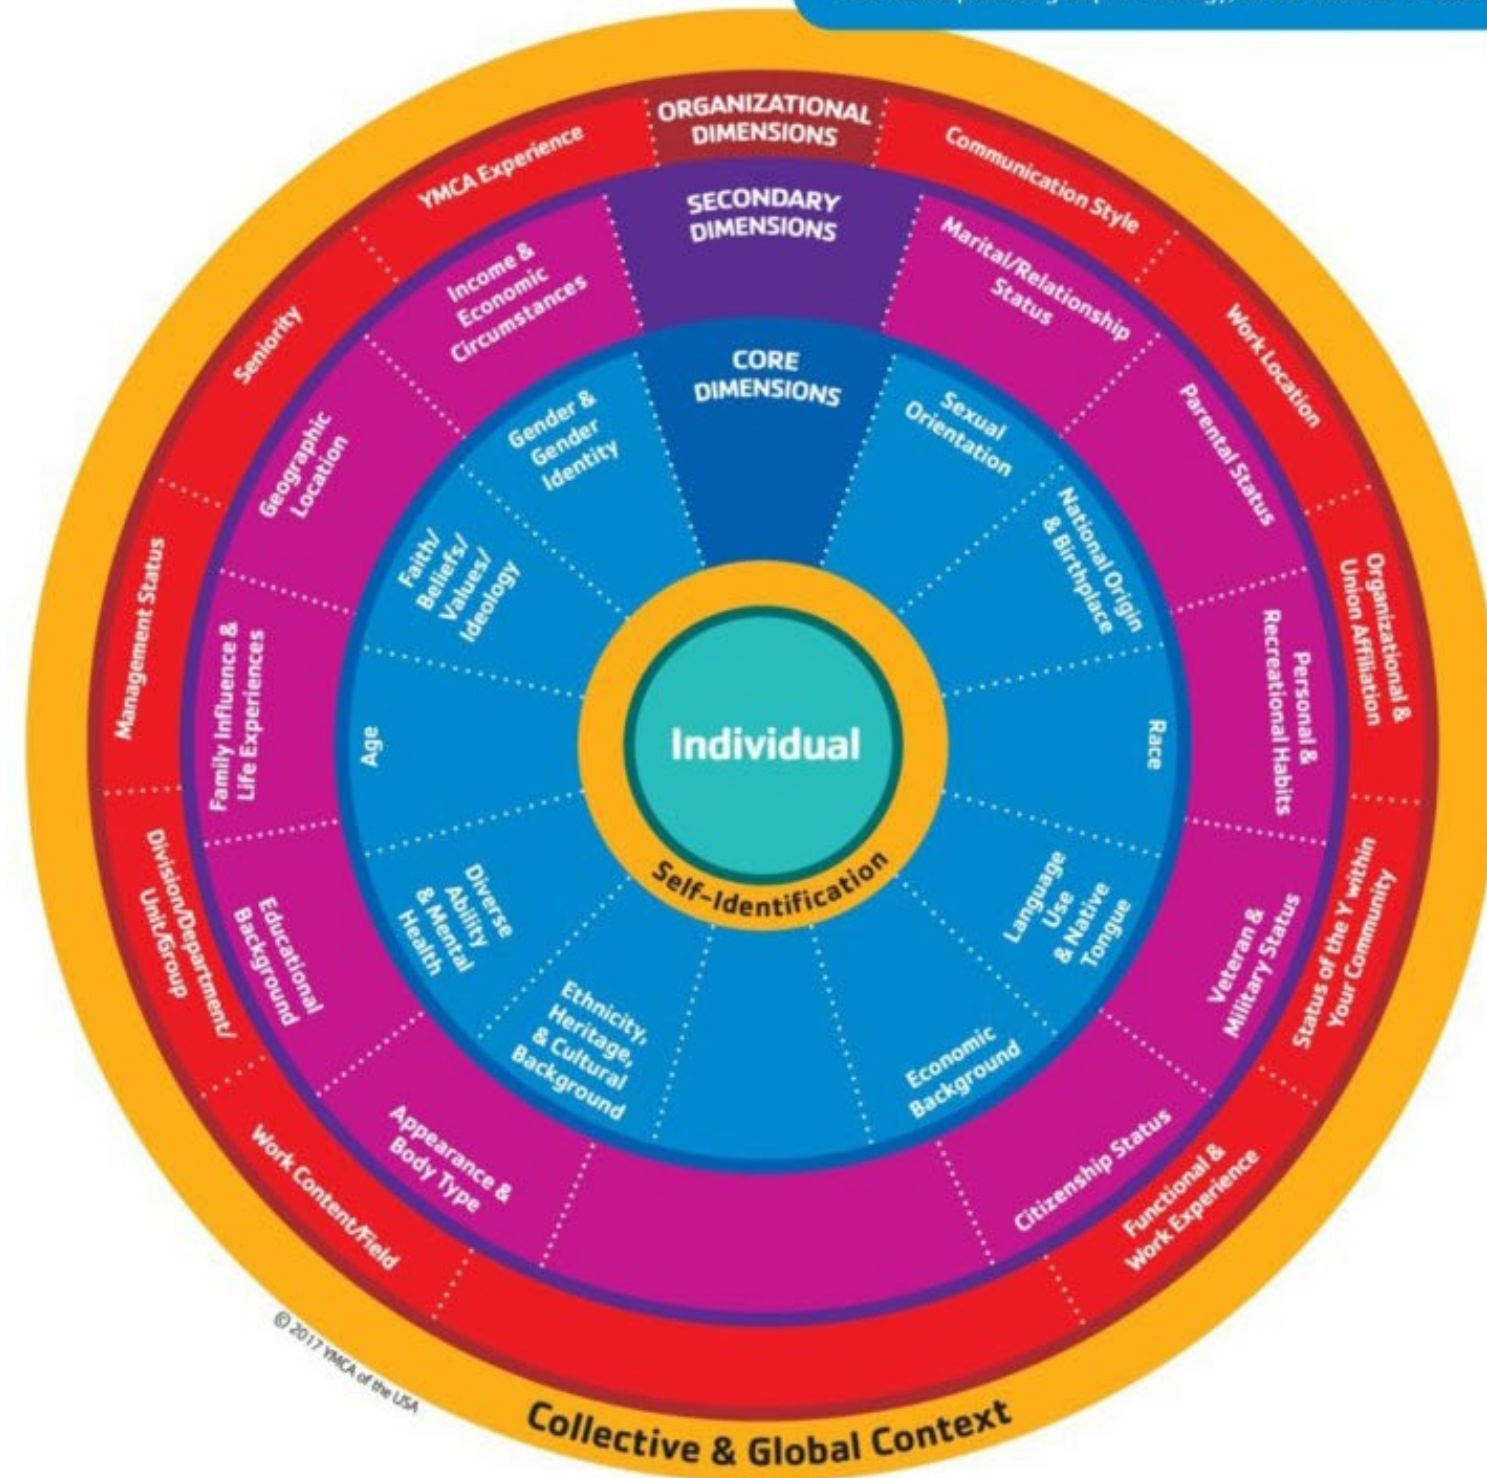 ORGANIZATIONAL
DIMENSIONS
Communication Style
Work Location
Organizational &
Union Affiliation
Status of the Y within
Your Community
Functional &
Work Experience
Work Content/Field
Division/Department/
Unit/Group
Management Status
Seniority
YMCA Experience
SECONDARY
DIMENSIONS
Marital/Relationship
Status
Parental Status
Personal &
Recreational Habits
Veteran &
Military Status
Citizenship Status
Appearance &
Body Type
Educational
Background
Family Influence &
Life Experiences
Geographic
Location
Income &
Economic
Circumstances
CORE
DIMENSIONS
Sexual
Orientation
National Origin
& Birthplace
Race
Language
Use
& Native
Tongue
Economic
Background
Ethnicity,
Heritage,
& Cultural
Background
Diverse
Ability
& Mental
Health
Age
Faith/
Beliefs/
Values/
Ideology
Gender &
Gender
Identity
Individual
Self-Identification
Collective & Global Context
© 2017 YMCA of the USA